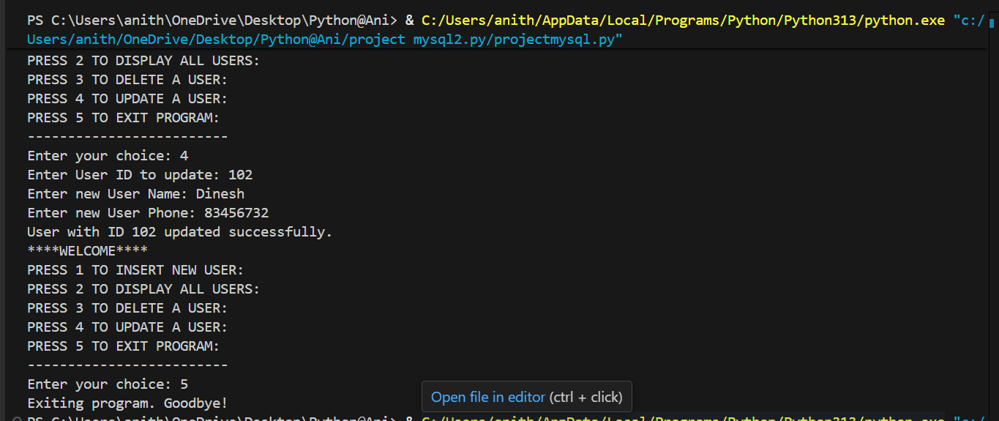 PS C:\Users\anith\OneDrive\Desktop\Python@Ani> & C:/Users/anith/AppData/Local/Programs/Python/Python313/python.exe "c:/
Users/anith/OneDrive/Desktop/Python@Ani/project mysql2.py/projectmysql.py"
PRESS 2 TO DISPLAY ALL USERS:
PRESS 3 TO DELETE A USER:
PRESS 4 TO UPDATE A USER:
PRESS 5 TO EXIT PROGRAM:
-------------------------
Enter your choice: 4
Enter User ID to update: 102
Enter new User Name: Dinesh
Enter new User Phone: 83456732
User with ID 102 updated successfully.
****WELCOME****
PRESS 1 TO INSERT NEW USER:
PRESS 2 TO DISPLAY ALL USERS:
PRESS 3 TO DELETE A USER:
PRESS 4 TO UPDATE A USER:
PRESS 5 TO EXIT PROGRAM:
-------------------------
Enter your choice: 5
Exiting program. Goodbye!
Open file in editor (ctrl + click)
PS C:\Users\anith\OneDrive\Desktop\Python@Ani> & C:/Users/anith/AppData/Local/Programs/Python/Python313/python.exe "c:/